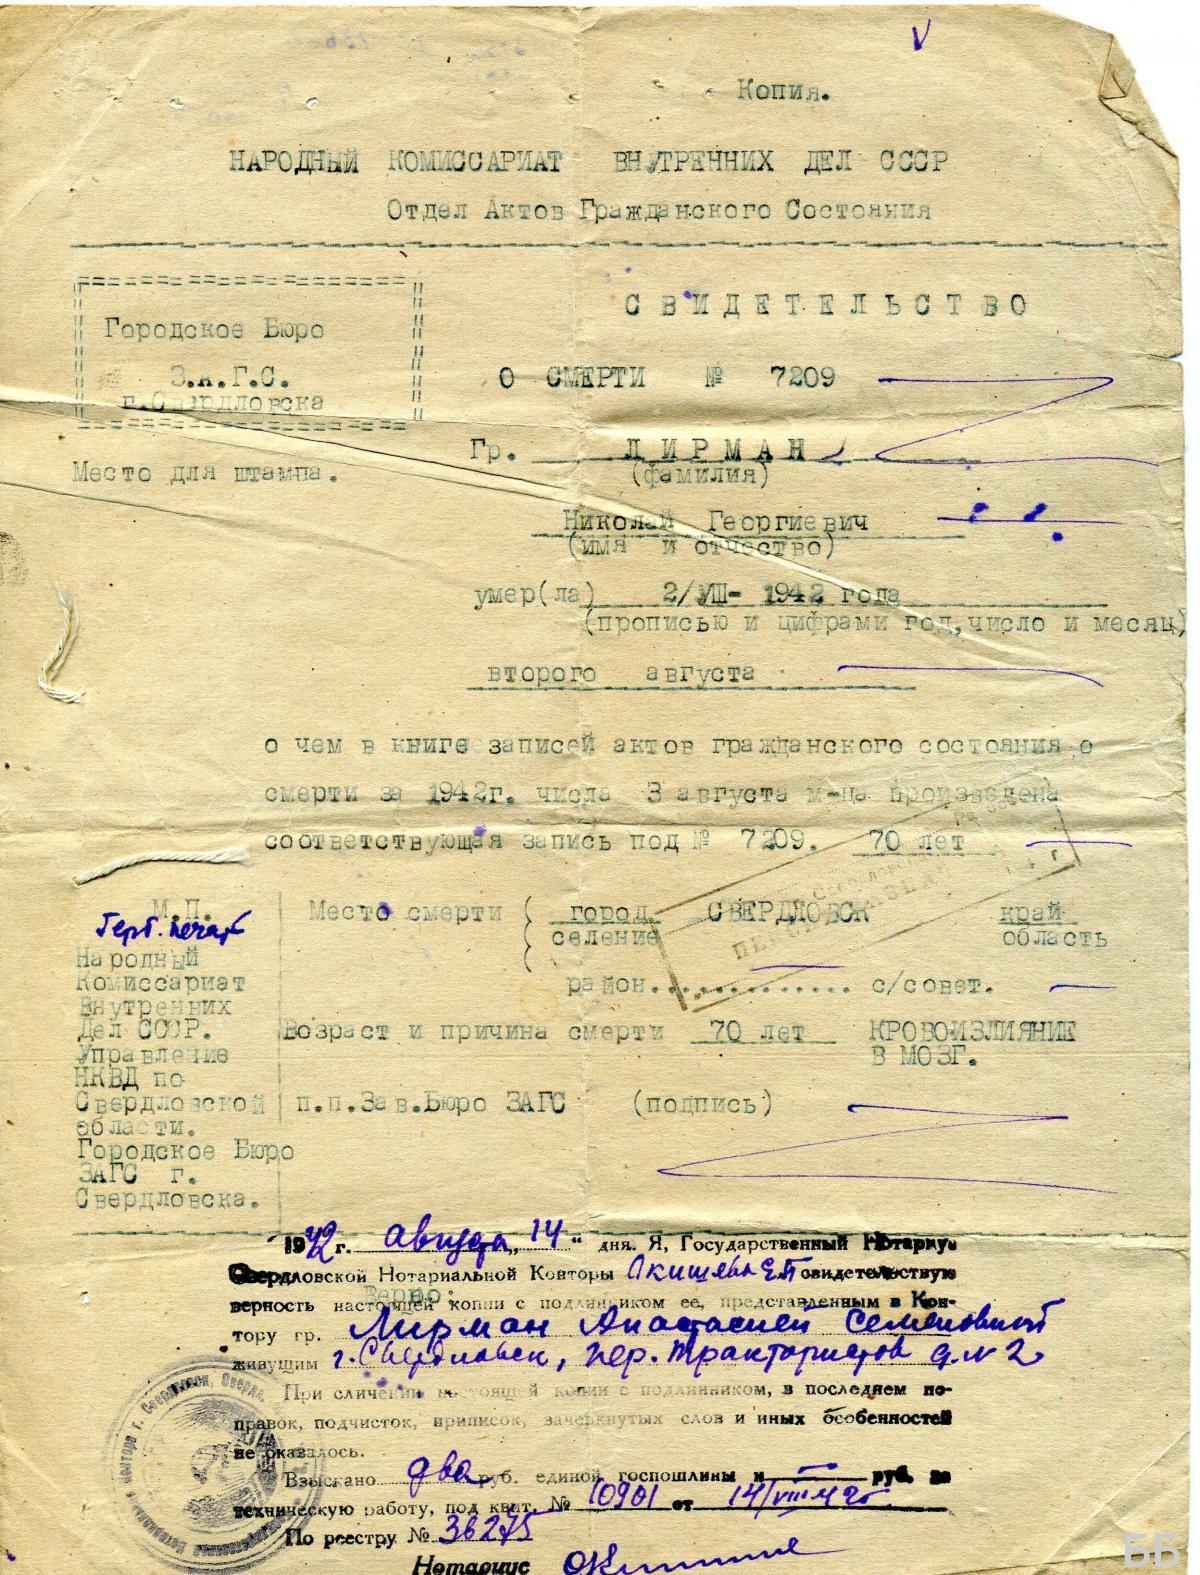 Копия.
НАРОДНЫЙ КОМИССАРИАТ ВНУТРЕННИХ ДЕЛ СССР
Отдел Актов Гражданского Состояния
Городское Бюро
З.А.Г.С.
г.Свердловска
Место для штампа.
СВИДЕТЕЛЬСТВО
О СМЕРТИ № 7209
Гр. ЛИРМАН
(фамилия)
Николай Георгиевич
(имя и отчество)
умер(ла) 2/VIII- 1942 года
(прописью и цифрами год, число и месяц)
второго августа
о чем в книге записей актов гражданского состояния о
смерти за 1942г. числа 3 августа м-ца произведена
соответствующая запись под № 7209. 70 лет
М.П.
Герб. печать
Народный
Комиссариат
Внутренних
Дел СССР.
Управление
НКВД по
Свердловской
области.
Городское Бюро
ЗАГС г.
Свердловска.
Место смерти город СВЕРДЛОВСК край
селение область
район.............. с/совет.
Возраст и причина смерти 70 лет КРОВОИЗЛИЯНИЕ
В МОЗГ.
п.п.Зав.Бюро ЗАГС (подпись)
1942 г. августа „14" дня. Я, Государственный Нотариус
Свердловской Нотариальной Конторы свидетельствую
Верно:
верность настоящей копии с подлинником ее, представленным в Кон-
тору гр. Лирман Анастасией Семеновной
живущим г. Свердловск, пер. Трактористов д. № 2
При сличении настоящей копии с подлинником, в последнем по-
правок, подчисток, приписок, зачеркнутых слов и иных особенностей
не оказалось.
Взыскано два руб. единой госпошлины и — руб. за
техническую работу, под квит. № 10901 от 14/VIII 42г.
По реестру № 38275
Нотариус
ББ